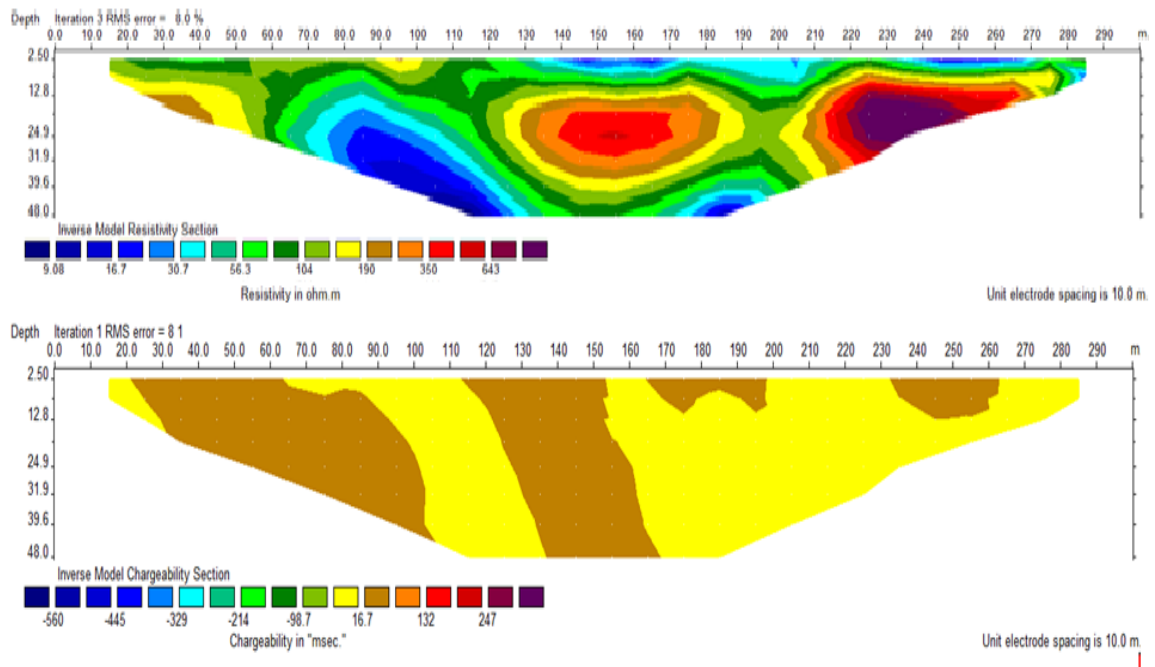 Depth Iteration 3 RMS error = 8.0 %
0.0 10.0 20.0 30.0 40.0 50.0 60.0 70.0 80.0 90.0 100 110 120 130 140 150 160 170 180 190 200 210 220 230 240 250 260 270 280 290 m.
2.50
12.8
24.9
31.9
39.6
48.0
Inverse Model Resistivity Section
9.08 16.7 30.7 56.3 104 190 350 643
Resistivity in ohm.m
Unit electrode spacing is 10.0 m.
Depth Iteration 1 RMS error = 8 1
0.0 10.0 20.0 30.0 40.0 50.0 60.0 70.0 80.0 90.0 100 110 120 130 140 150 160 170 180 190 200 210 220 230 240 250 260 270 280 290 m
2.50
12.8
24.9
31.9
39.6
48.0
Inverse Model Chargeability Section
-560 -445 -329 -214 -98.7 16.7 132 247
Chargeability in "msec."
Unit electrode spacing is 10.0 m.